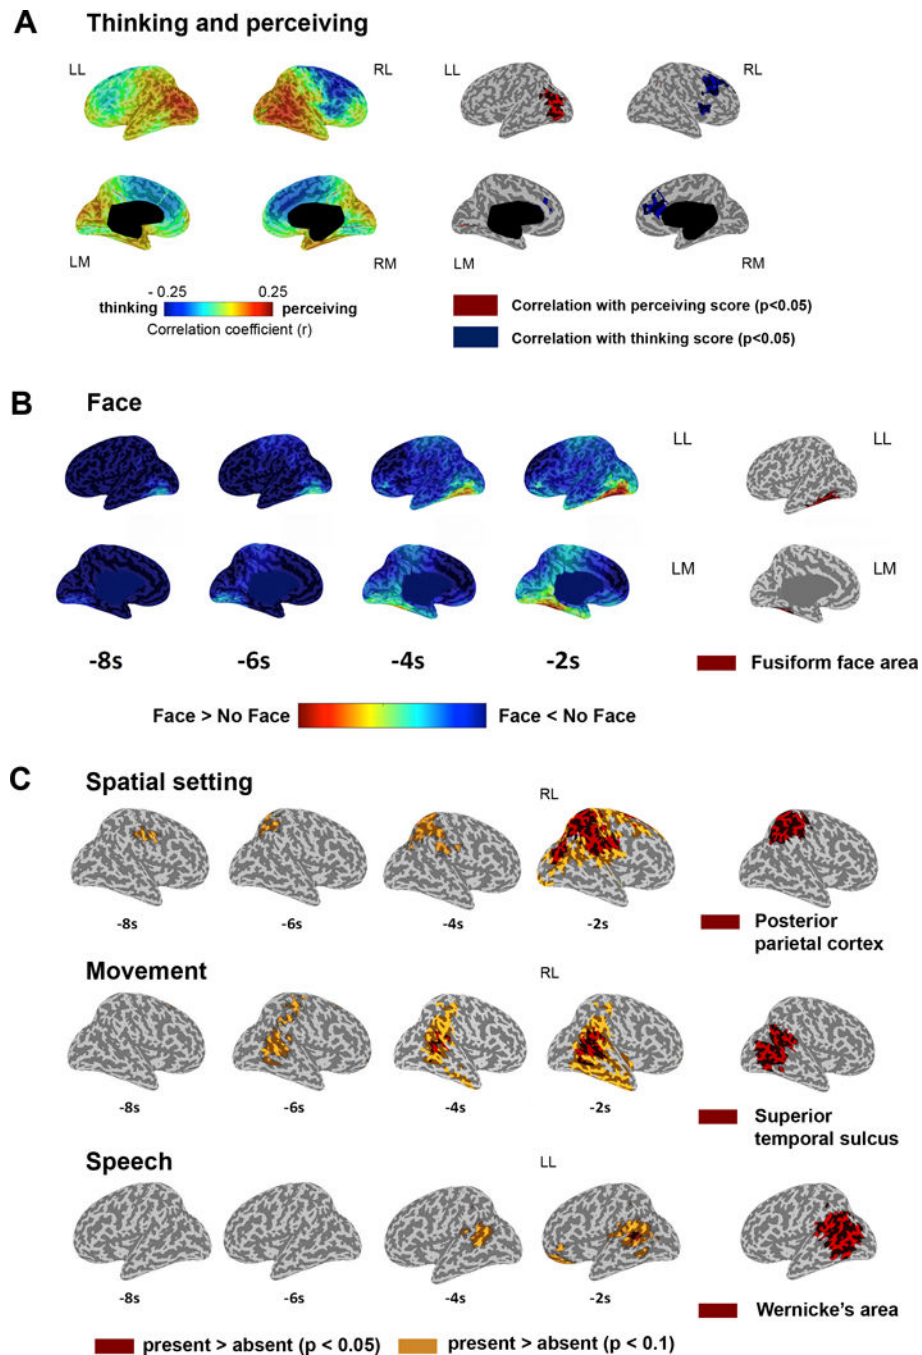 A Thinking and perceiving
LL RL LL RL
LM RM LM RM
- 0.25 0.25
thinking perceiving
Correlation coefficient (r)
Correlation with perceiving score (p<0.05)
Correlation with thinking score (p<0.05)
B Face
LL LL
LM LM
-8s -6s -4s -2s
Fusiform face area
Face > No Face Face < No Face
C Spatial setting
RL
-8s -6s -4s -2s
Posterior
parietal cortex
Movement
RL
-8s -6s -4s -2s
Superior
temporal sulcus
Speech
LL
-8s -6s -4s -2s
Wernicke's area
present > absent (p < 0.05) present > absent (p < 0.1)